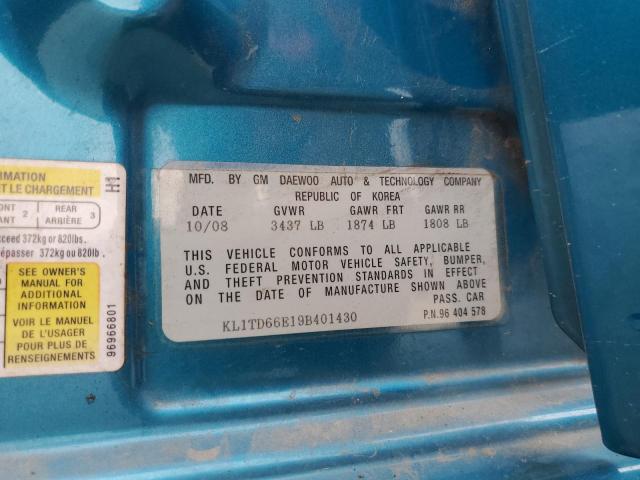 MFD. BY GM DAEWOO AUTO & TECHNOLOGY COMPANY
REPUBLIC OF KOREA
DATE GVWR GAWR FRT GAWR RR
10/08 3437 LB 1874 LB 1808 LB
THIS VEHICLE CONFORMS TO ALL APPLICABLE
U.S. FEDERAL MOTOR VEHICLE SAFETY, BUMPER,
AND THEFT PREVENTION STANDARDS IN EFFECT
ON THE DATE OF MANUFACTURE SHOWN ABOVE
PASS. CAR
KL1TD66E19B401430 P.N. 96 404 578
LE CHARGEMENT
H1
2 REAR 3
ARRIÈRE
exceed 372kg or 820lbs.
dépasser 372kg ou 820lb.
SEE OWNER'S
MANUAL FOR
ADDITIONAL
INFORMATION
VOIR LE MANUEL
DE L'USAGER
POUR PLUS DE
RENSEIGNEMENTS
96966801